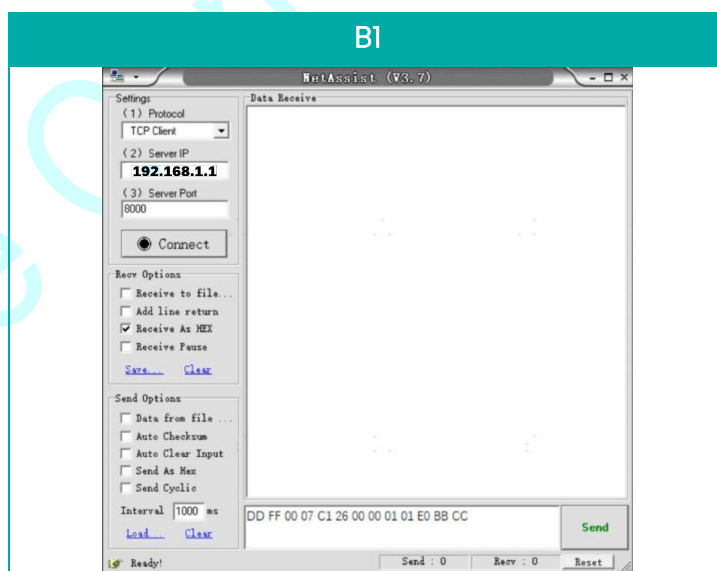 B1
NetAssist (V3.7)
Settings
(1) Protocol
TCP Client
(2) Server IP
192.168.1.1
(3) Server Port
8000
Connect
Recv Options
Receive to file...
Add line return
Receive As HEX
Receive Pause
Save... Clear
Send Options
Data from file ...
Auto Checksum
Auto Clear Input
Send As Hex
Send Cyclic
Interval 1000 ms
Load... Clear
Data Receive
DD FF 00 07 C1 26 00 00 01 01 E0 BB CC
Send
Ready!
Send : 0 Recv : 0 Reset